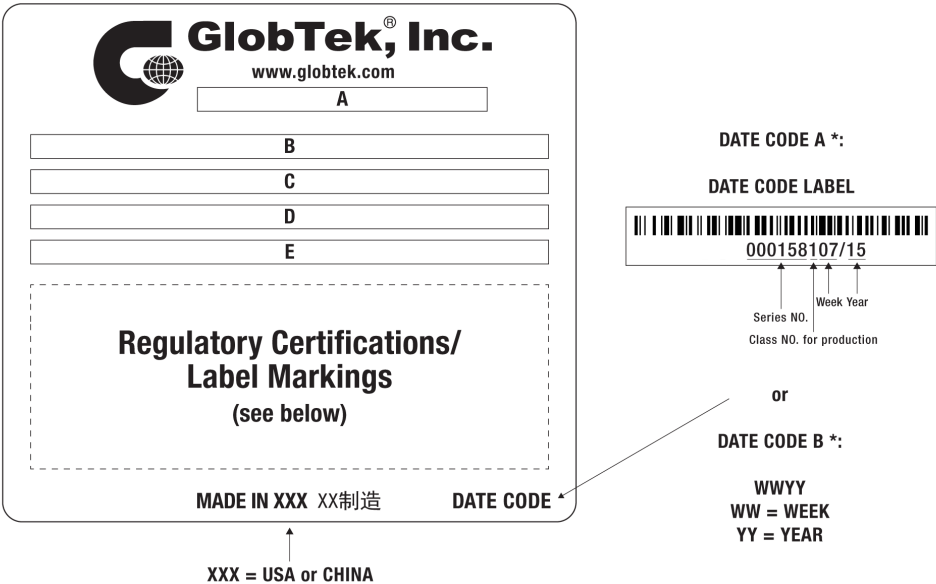 GlobTek, Inc.®
www.globtek.com
A
B
C
D
E
Regulatory Certifications/
Label Markings
(see below)
MADE IN XXX XX制造
DATE CODE
XXX = USA or CHINA
DATE CODE A *:
DATE CODE LABEL
000158107/15
Week Year
Series NO.
Class NO. for production
or
DATE CODE B *:
WWYY
WW = WEEK
YY = YEAR